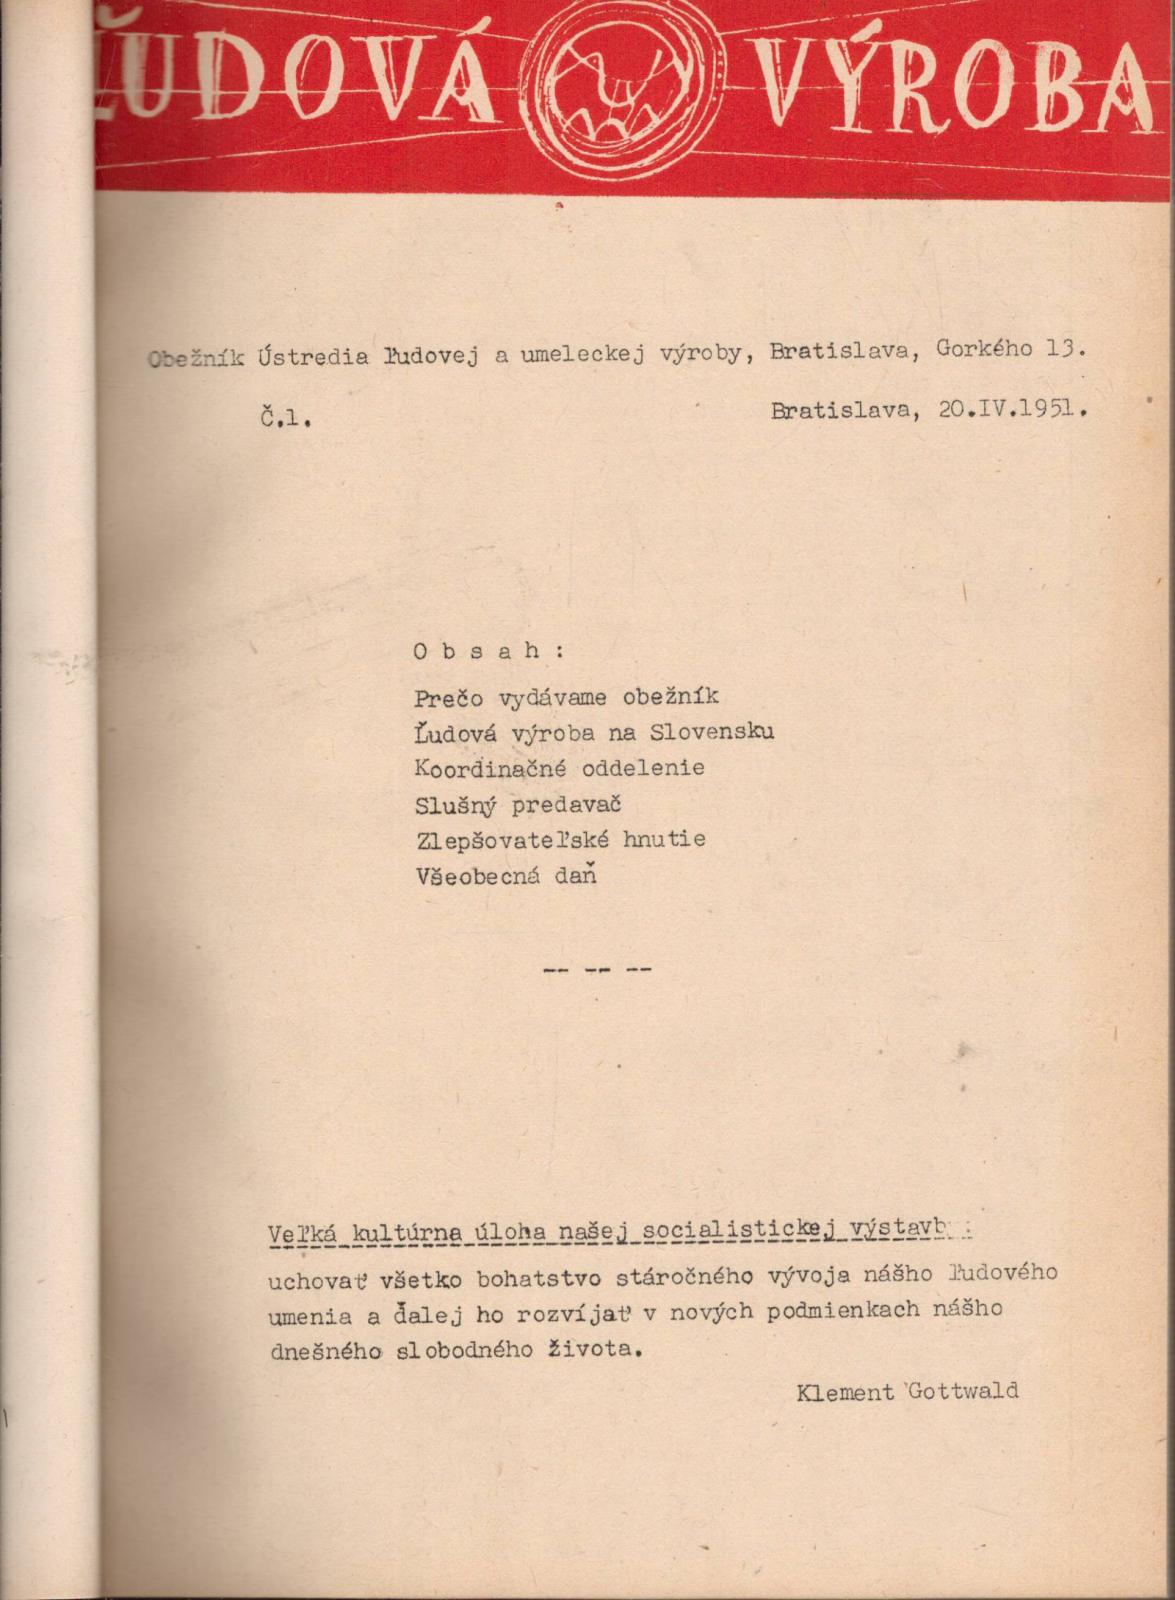 ĽUDOVÁ VÝROBA
Obežník Ústredia ľudovej a umeleckej výroby, Bratislava, Gorkého 13.
Č.1. Bratislava, 20.IV.1951.
O b s a h :
Prečo vydávame obežník
Ľudová výroba na Slovensku
Koordinačné oddelenie
Slušný predavač
Zlepšovateľské hnutie
Všeobecná daň
-- -- --
Veľká kultúrna úloha našej socialistickej výstavby:
uchovať všetko bohatstvo stáročného vývoja nášho ľudového
umenia a ďalej ho rozvíjať v nových podmienkach nášho
dnešného slobodného života.
Klement Gottwald